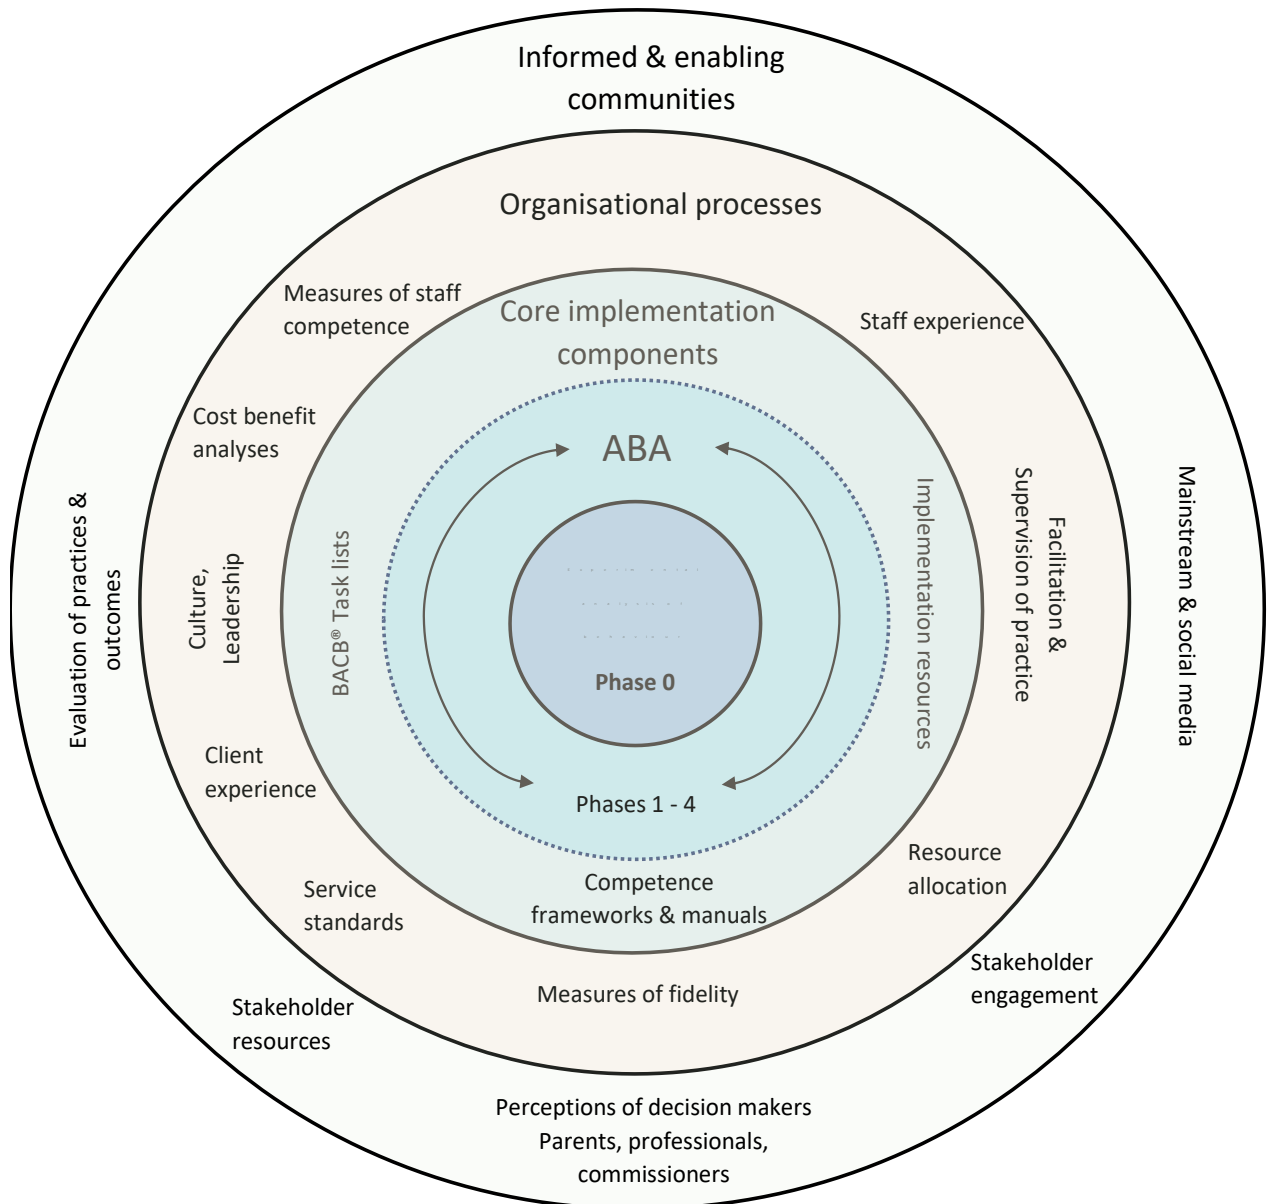 Informed & enabling
communities
Organisational processes
Measures of staff
competence
Staff experience
Core implementation
components
Cost benefit
analyses
ABA
Evaluation of practices &
outcomes
Culture,
Leadership
BACB® Task lists
Implementation resources
Facilitation &
Supervision of practice
Mainstream & social media
Phase 0
Client
experience
Phases 1 - 4
Resource
allocation
Service
standards
Competence
frameworks & manuals
Stakeholder
engagement
Measures of fidelity
Stakeholder
resources
Perceptions of decision makers
Parents, professionals,
commissioners